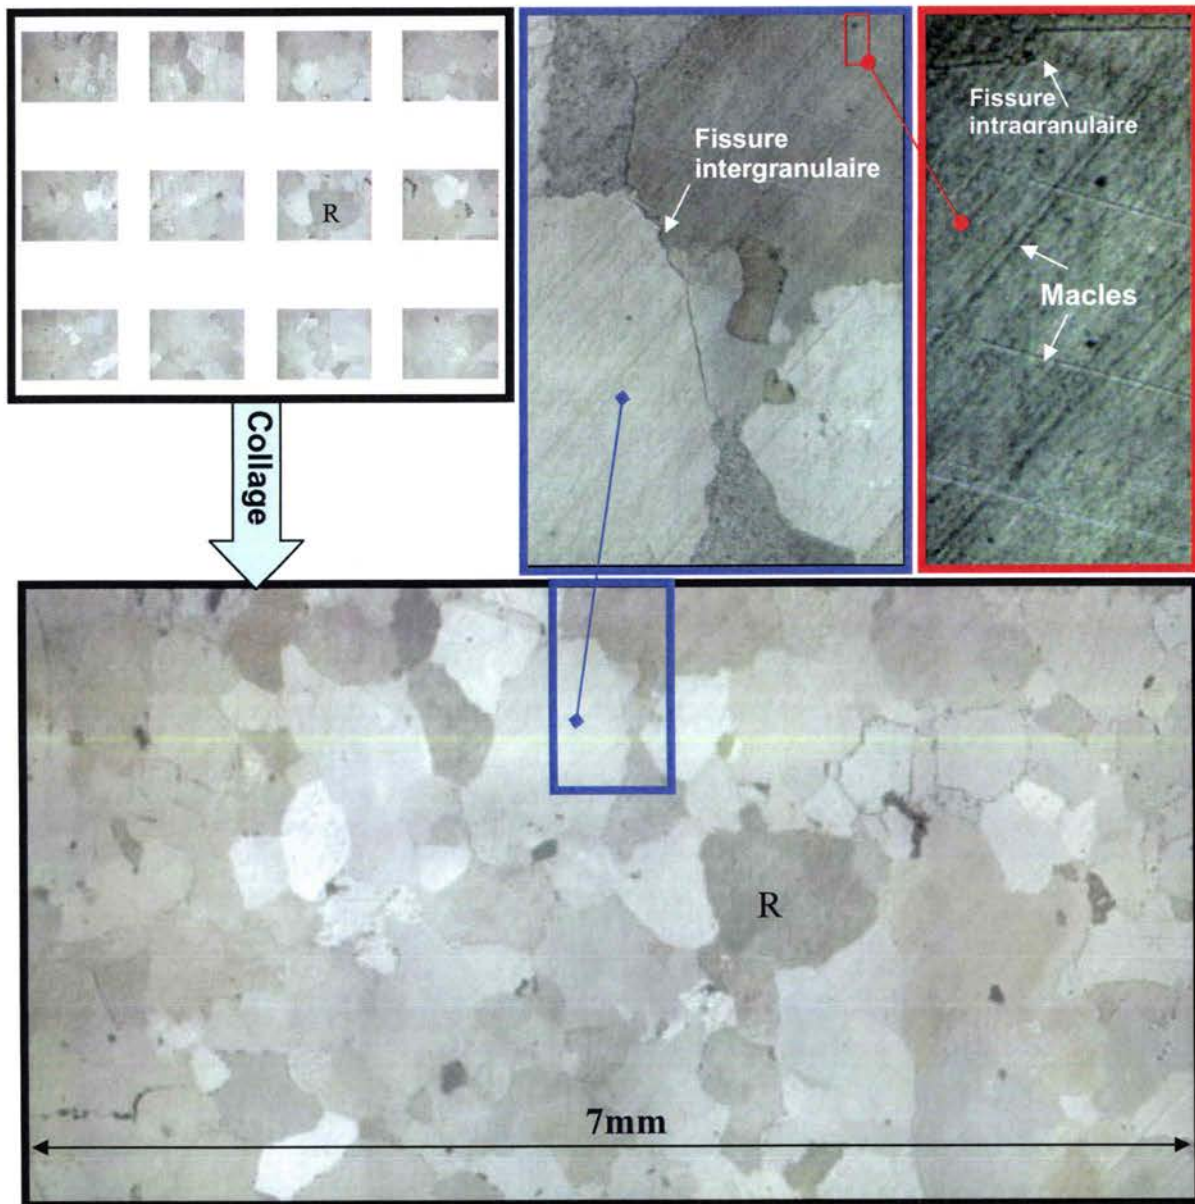 R
Fissure
intergranulaire
Fissure
intragranulaire
Macles
Collage
R
7mm